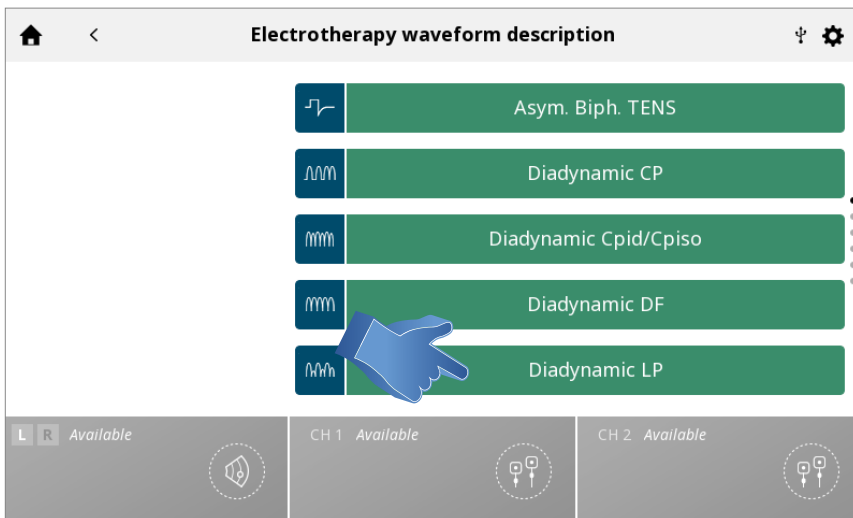 Electrotherapy waveform description
Asym. Biph. TENS
Diadynamic CP
Diadynamic Cpid/Cpiso
Diadynamic DF
Diadynamic LP
L R Available
CH 1 Available
CH 2 Available